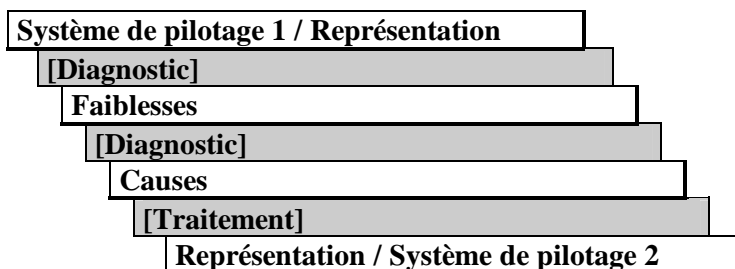 Système de pilotage 1 / Représentation
[Diagnostic]
Faiblesses
[Diagnostic]
Causes
[Traitement]
Représentation / Système de pilotage 2